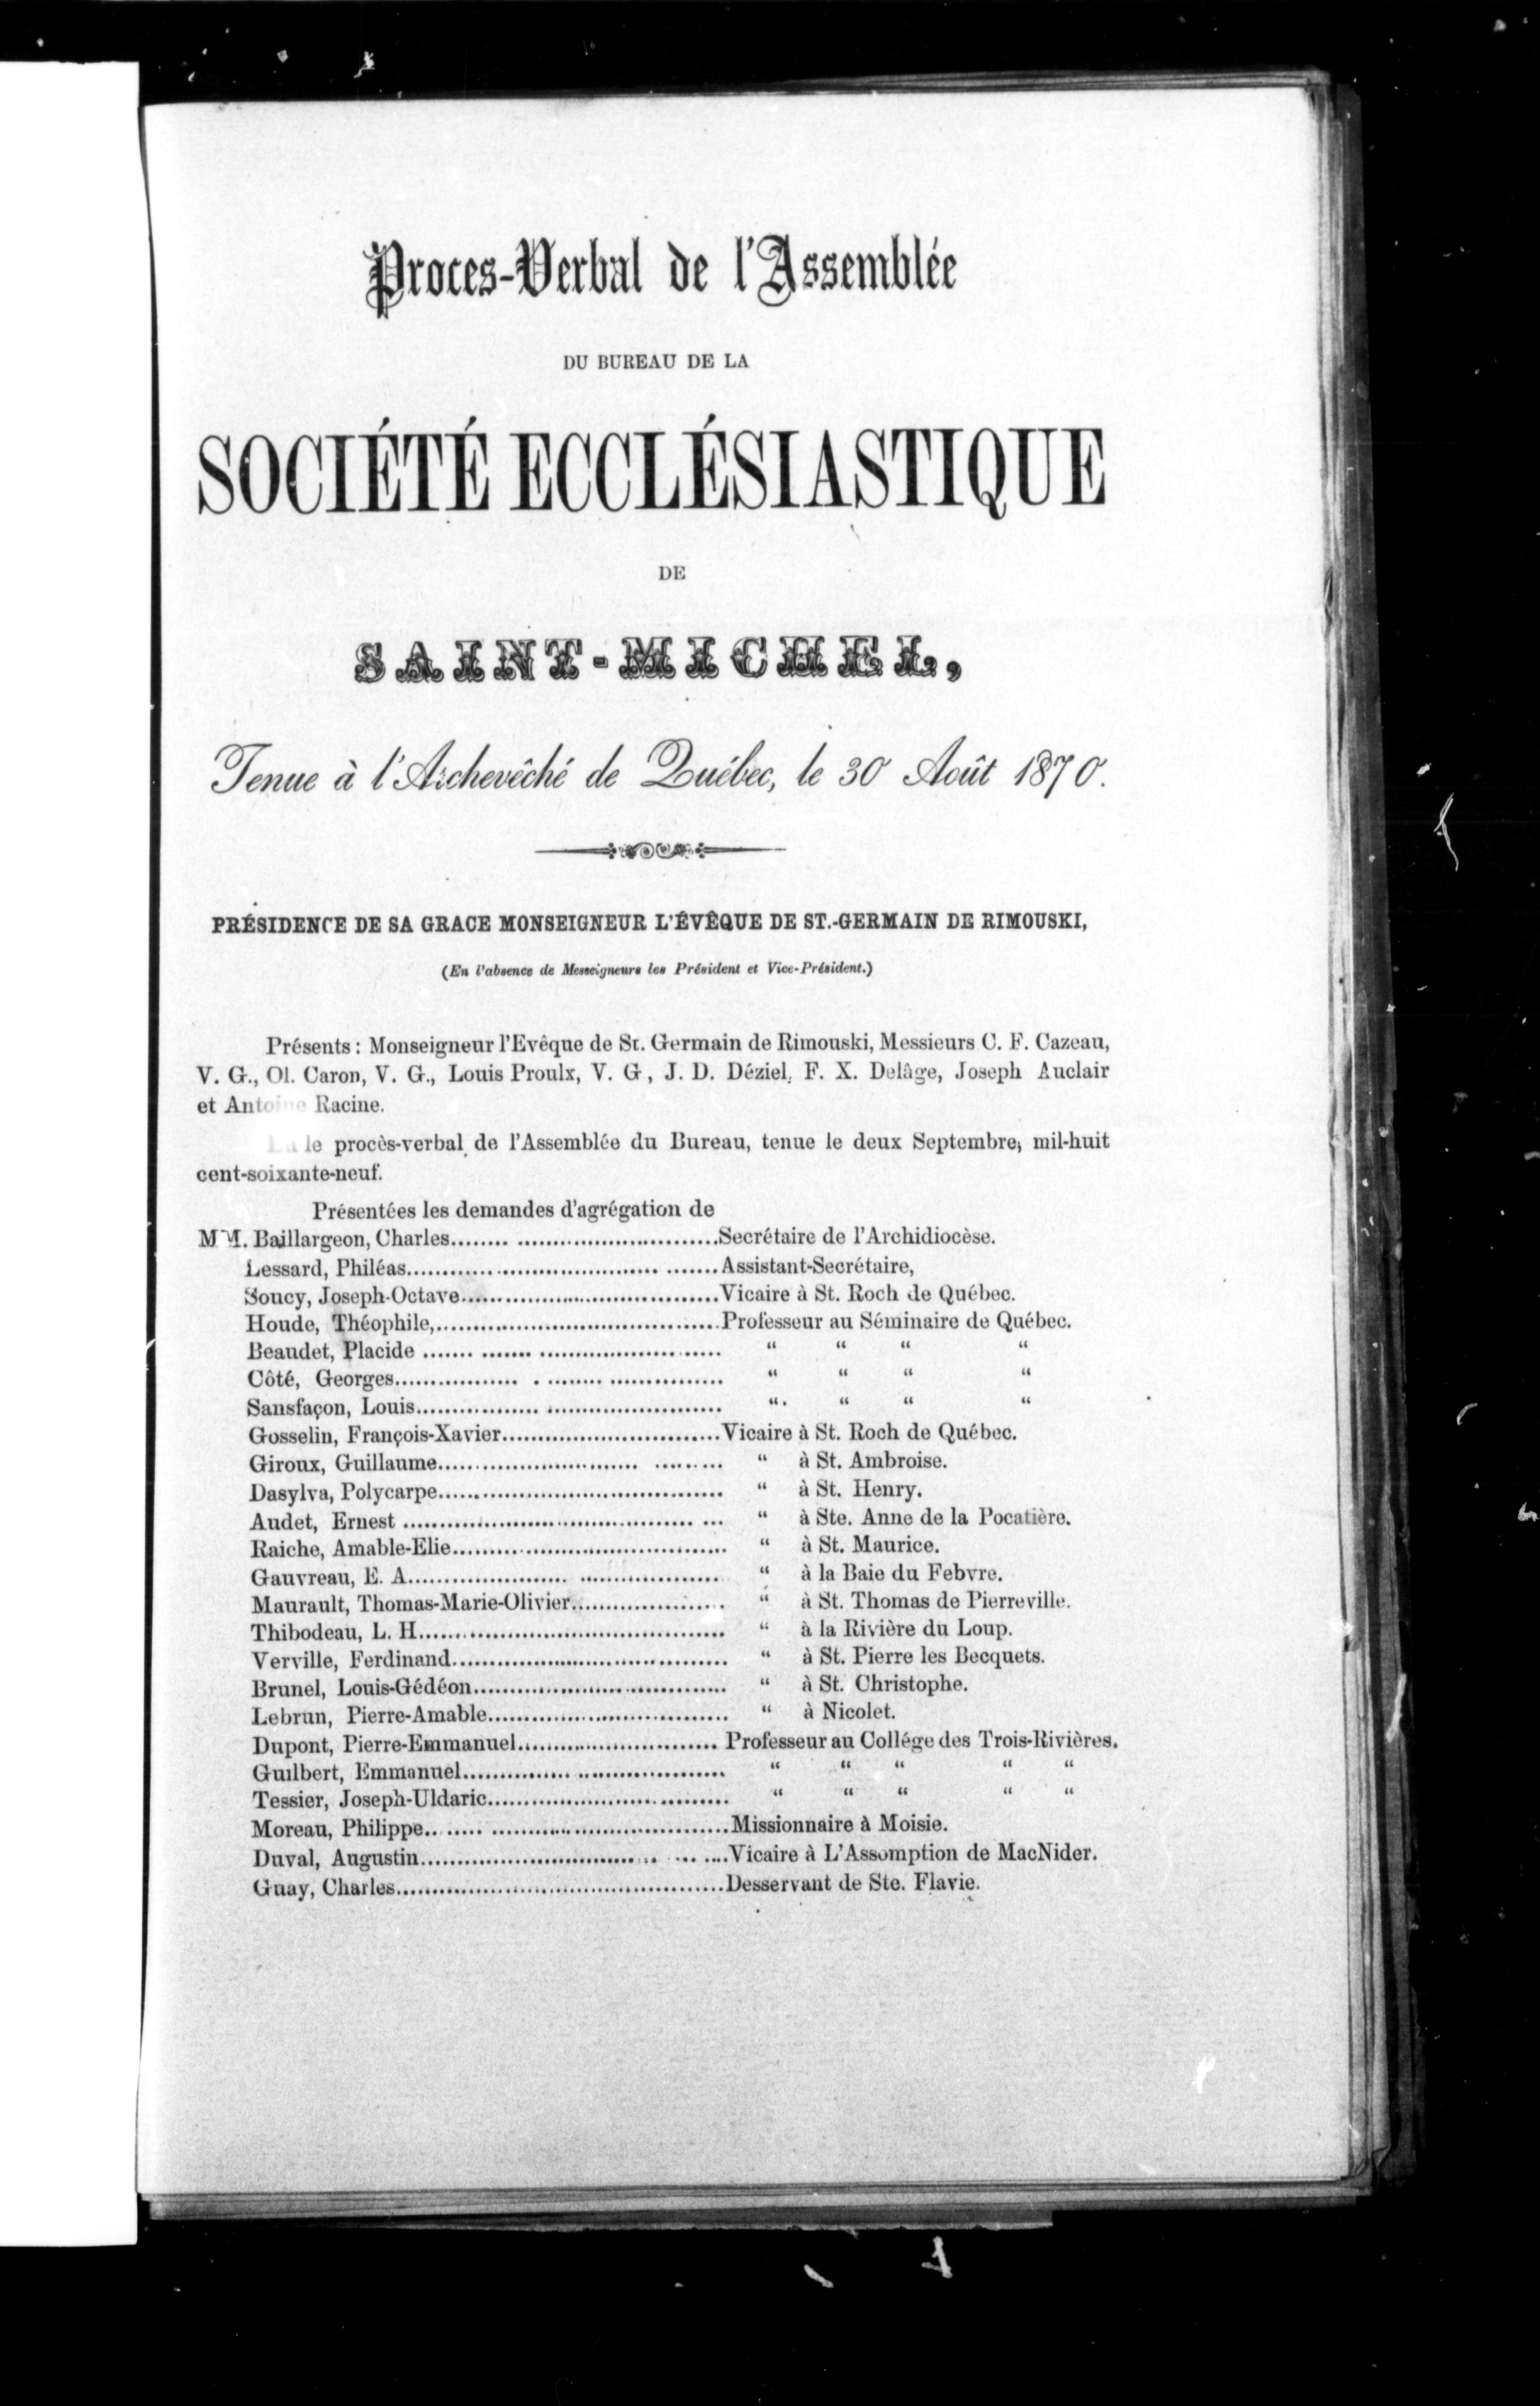 Proces-Verbal de l'Assemblée
DU BUREAU DE LA
SOCIÉTÉ ECCLÉSIASTIQUE
DE
SAINT-MICHEL,
Tenue à l'Archevêché de Québec, le 30 Août 1870.
PRÉSIDENCE DE SA GRACE MONSEIGNEUR L'ÉVÊQUE DE ST.-GERMAIN DE RIMOUSKI,
(En l'absence de Messeigneurs les Président et Vice-Président.)
Présents : Monseigneur l'Evêque de St. Germain de Rimouski, Messieurs C. F. Cazeau,
V. G., Ol. Caron, V. G., Louis Proulx, V. G, J. D. Déziel, F. X. Delâge, Joseph Auclair
et Antoine Racine.
Lu le procès-verbal de l'Assemblée du Bureau, tenue le deux Septembre, mil-huit
cent-soixante-neuf.
Présentées les demandes d'agrégation de
MM. Baillargeon, Charles........ ............................Secrétaire de l'Archidiocèse.
Lessard, Philéas.................................. .......Assistant-Secrétaire,
Soucy, Joseph-Octave...................................Vicaire à St. Roch de Québec.
Houde, Théophile,......................................Professeur au Séminaire de Québec.
Beaudet, Placide ....... ....... ......................... “ “ “ “
Côté, Georges................. . ........ ............... “ “ “ “
Sansfaçon, Louis................. ........................ “ “ “ “
Gosselin, François-Xavier..............................Vicaire à St. Roch de Québec.
Giroux, Guillaume........................... ......... “ à St. Ambroise.
Dasylva, Polycarpe....................................... “ à St. Henry.
Audet, Ernest ........................................ ... “ à Ste. Anne de la Pocatière.
Raiche, Amable-Elie...................................... “ à St. Maurice.
Gauvreau, E. A...................... ................... “ à la Baie du Febvre.
Maurault, Thomas-Marie-Olivier..................... “ à St. Thomas de Pierreville.
Thibodeau, L. H.......................................... “ à la Rivière du Loup.
Verville, Ferdinand...................................... “ à St. Pierre les Becquets.
Brunel, Louis-Gédéon................................... “ à St. Christophe.
Lebrun, Pierre-Amable................................. “ à Nicolet.
Dupont, Pierre-Emmanuel........................... Professeur au Collége des Trois-Rivières.
Guilbert, Emmanuel............... .................... “ “ “ “ “
Tessier, Joseph-Uldaric................................. “ “ “ “ “
Moreau, Philippe.. ...... .................................Missionnaire à Moisie.
Duval, Augustin................................ ... ....Vicaire à L'Assomption de MacNider.
Guay, Charles.............................................Desservant de Ste. Flavie.